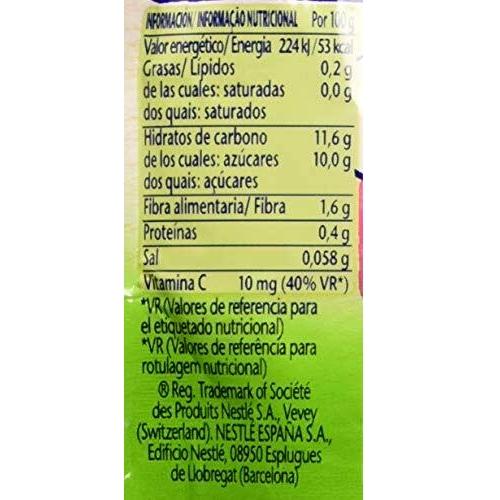 INFORMACIÓN/ INFORMAÇÃO NUTRICIONAL Por 100 g
Valor energético/ Energia 224 kJ/53 kcal
Grasas/ Lípidos 0,2 g
de las cuales: saturadas 0,0 g
dos quais: saturados
Hidratos de carbono 11,6 g
de los cuales: azúcares 10,0 g
dos quais: açúcares
Fibra alimentaria/ Fibra 1,6 g
Proteínas 0,4 g
Sal 0,058 g
Vitamina C 10 mg (40% VR*)
*VR (Valores de referencia para
el etiquetado nutricional)
*VR (Valores de referência para
rotulagem nutricional)
® Reg. Trademark of Société
des Produits Nestlé S.A., Vevey
(Switzerland). NESTLÉ ESPAÑA S.A.,
Edificio Nestlé, 08950 Esplugues
de Llobregat (Barcelona)